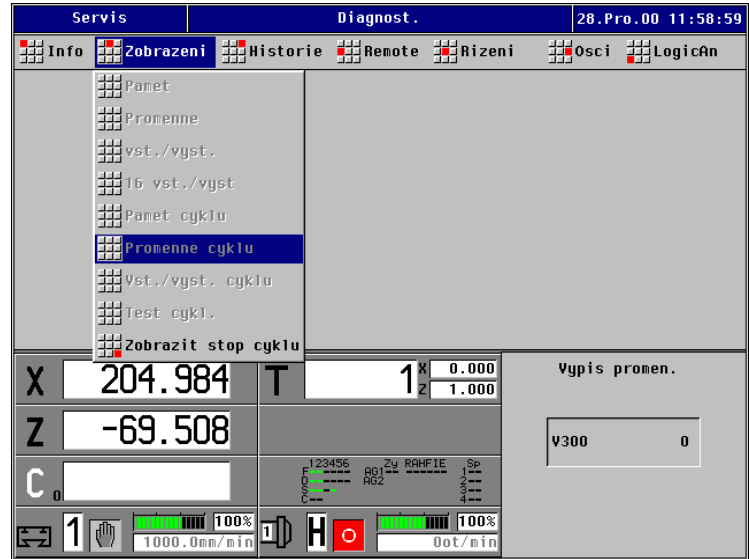 Servis Diagnost. 28.Pro.00 11:58:59
Info Zobrazeni Historie Remote Rizeni Osci LogicAn
Pamet
Promenne
vst./vyst.
16 vst./vyst
Pamet cyklu
Promenne cyklu
Vst./vyst. cyklu
Test cykl.
Zobrazit stop cyklu
X 204.984 T 1 X 0.000
Z 1.000
Vypis promen.
Z -69.508
V300 0
C 0
123456 Zy RAHFIE Sp
F AG1 1
D AG2 2
S 3
C 4
1 100% 1 H 100%
1000.0mm/min 0ot/min